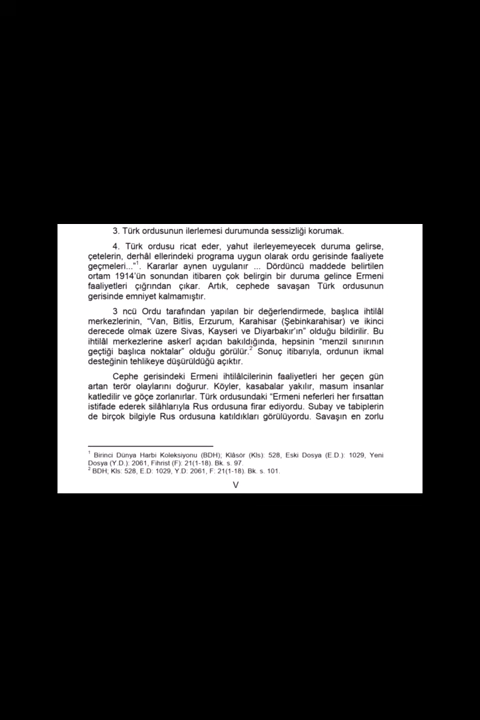 3. Türk ordusunun ilerlemesi durumunda sessizliği korumak.
4. Türk ordusu ricat eder, yahut ilerleyemeyecek duruma gelirse,
çetelerin, derhâl ellerindeki programa uygun olarak ordu gerisinde faaliyete
geçmeleri..."1. Kararlar aynen uygulanır ... Dördüncü maddede belirtilen
ortam 1914'ün sonundan itibaren çok belirgin bir duruma gelince Ermeni
faaliyetleri çığrından çıkar. Artık, cephede savaşan Türk ordusunun
gerisinde emniyet kalmamıştır.
3 ncü Ordu tarafından yapılan bir değerlendirmede, başlıca ihtilâl
merkezlerinin, "Van, Bitlis, Erzurum, Karahisar (Şebinkarahisar) ve ikinci
derecede olmak üzere Sivas, Kayseri ve Diyarbakır'ın" olduğu bildirilir. Bu
ihtilâl merkezlerine askerî açıdan bakıldığında, hepsinin "menzil sınırının
geçtiği başlıca noktalar" olduğu görülür.2 Sonuç itibarıyla, ordunun ikmal
desteğinin tehlikeye düşürüldüğü açıktır.
Cephe gerisindeki Ermeni ihtilâlcilerinin faaliyetleri her geçen gün
artan terör olaylarını doğurur. Köyler, kasabalar yakılır, masum insanlar
katledilir ve göçe zorlanırlar. Türk ordusundaki "Ermeni neferleri her fırsattan
istifade ederek silâhlarıyla Rus ordusuna firar ediyordu. Subay ve tabiplerin
de birçok bilgiyle Rus ordusuna katıldıkları görülüyordu. Savaşın en zorlu
1 Birinci Dünya Harbi Koleksiyonu (BDH); Klâsör (Kls): 528, Eski Dosya (E.D.): 1029, Yeni
Dosya (Y.D.): 2061, Fihrist (F): 21(1-18). Bk. s. 97.
2 BDH; Kls: 528, E.D: 1029, Y.D: 2061, F: 21(1-18). Bk. s. 101.
V